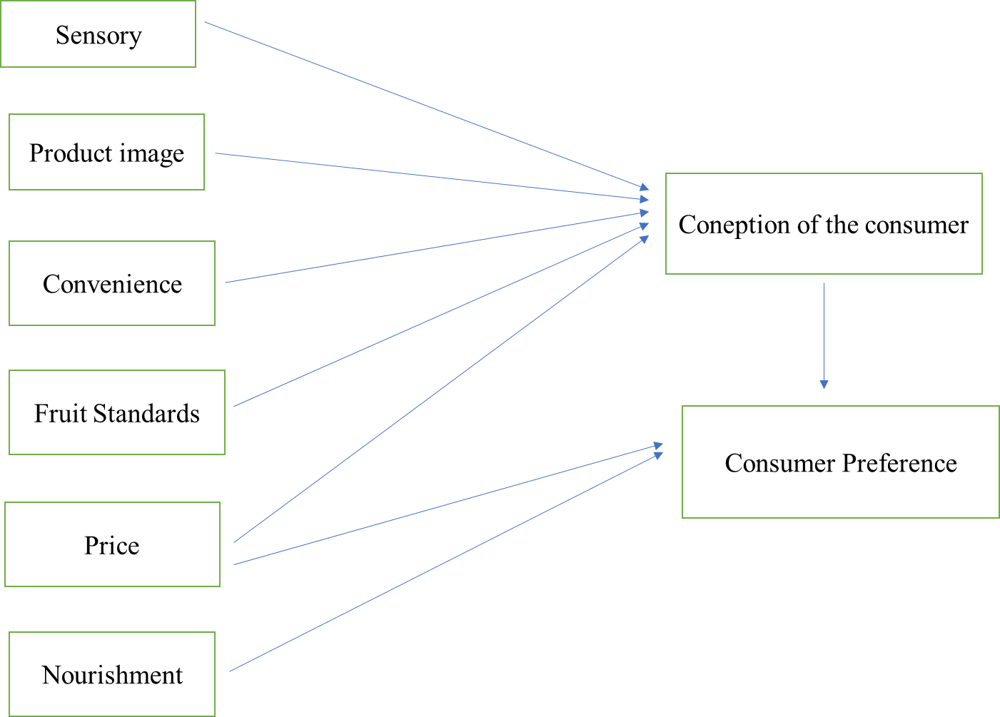 Sensory
Product image
Convenience
Fruit Standards
Price
Nourishment
Coneption of the consumer
Consumer Preference